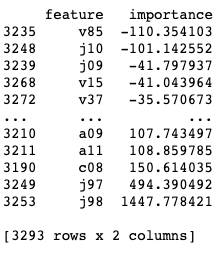 feature importance
3235 v85 -110.354103
3248 j10 -101.142552
3239 j09 -41.797937
3268 v15 -41.043964
3272 v37 -35.570673
... ... ...
3210 a09 107.743497
3211 a11 108.859785
3190 c08 150.614035
3249 j97 494.390492
3253 j98 1447.778421
[3293 rows x 2 columns]